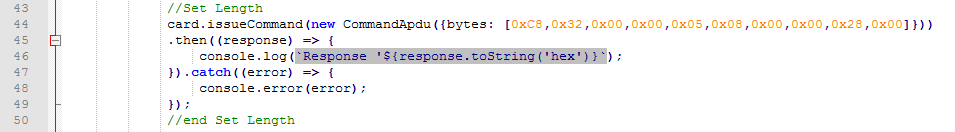 43 //Set Length
44 card.issueCommand(new CommandApdu({bytes: [0xC8,0x32,0x00,0x00,0x05,0x08,0x00,0x00,0x28,0x00]}))
45 .then((response) => {
46 console.log(`Response '${response.toString('hex')}`);
47 }).catch((error) => {
48 console.error(error);
49 });
50 //end Set Length